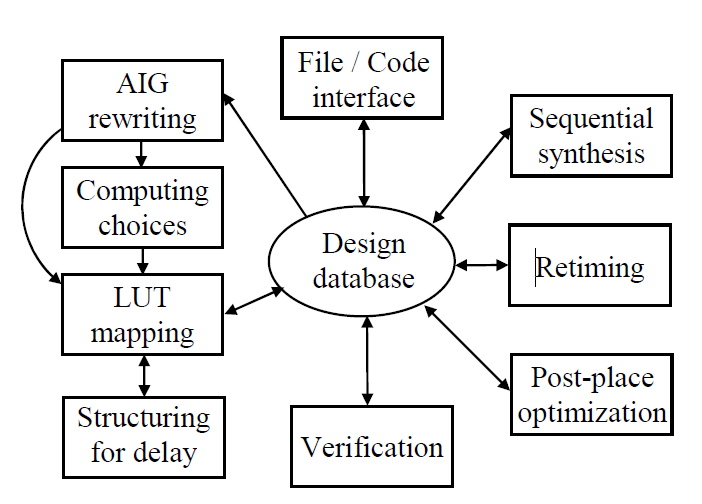 File / Code
interface
AIG
rewriting
Sequential
synthesis
Computing
choices
Design
database
Retiming
LUT
mapping
Post-place
optimization
Structuring
for delay
Verification